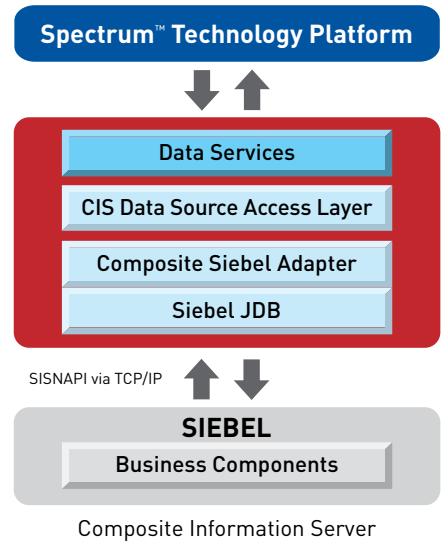 Spectrum™ Technology Platform
Data Services
CIS Data Source Access Layer
Composite Siebel Adapter
Siebel JDB
SISNAPI via TCP/IP
SIEBEL
Business Components
Composite Information Server